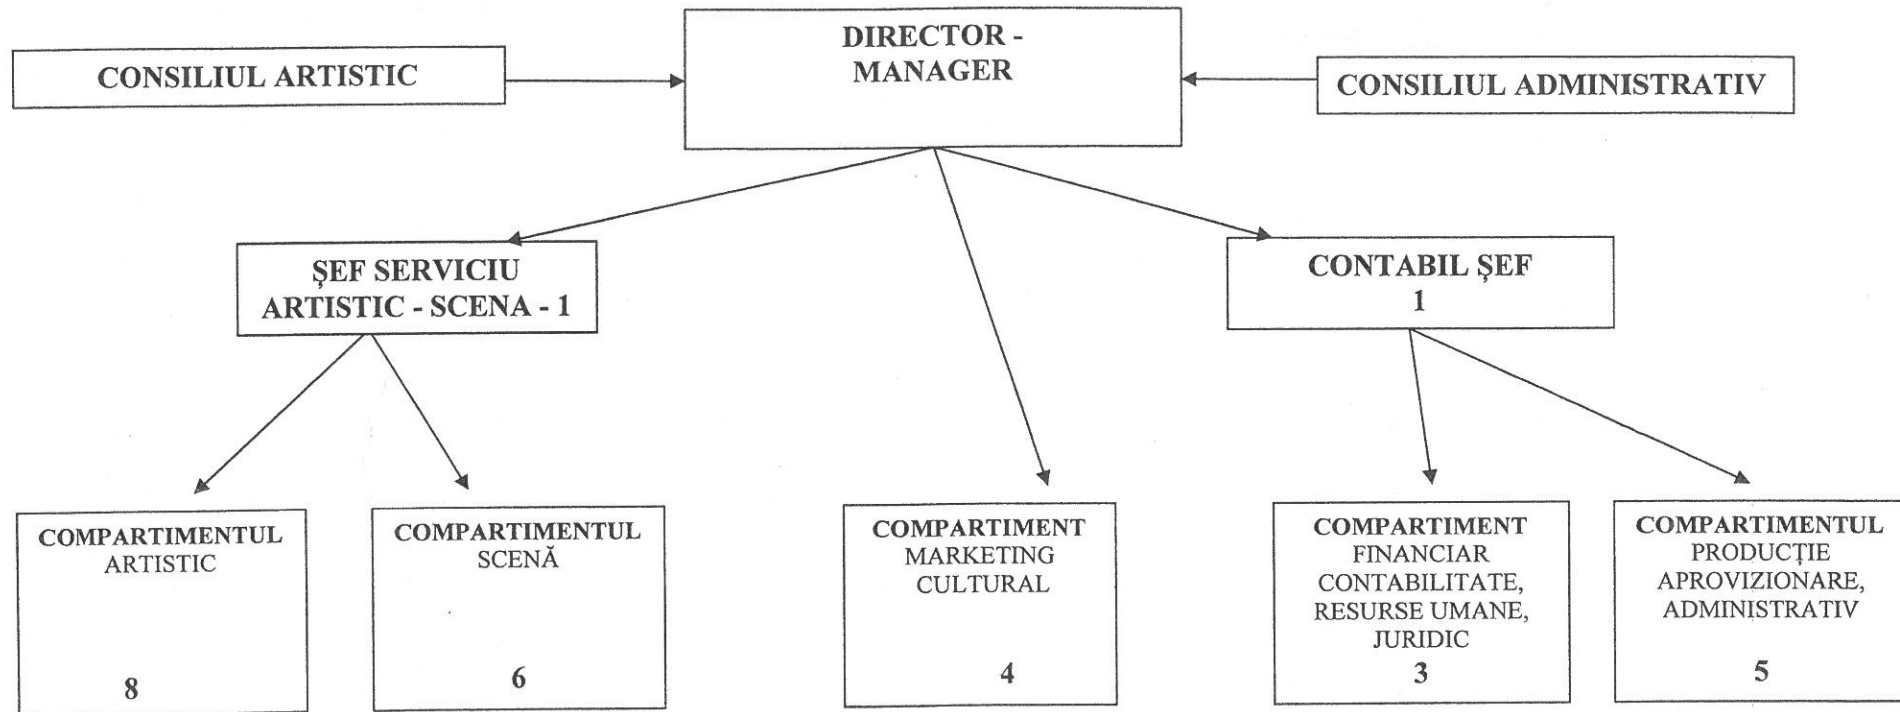 DIRECTOR -
MANAGER
CONSILIUL ARTISTIC
CONSILIUL ADMINISTRATIV
ȘEF SERVICIU
ARTISTIC - SCENA - 1
CONTABIL ȘEF
1
COMPARTIMENTUL
ARTISTIC
8
COMPARTIMENTUL
SCENĂ
6
COMPARTIMENT
MARKETING
CULTURAL
4
COMPARTIMENT
FINANCIAR
CONTABILITATE,
RESURSE UMANE,
JURIDIC
3
COMPARTIMENTUL
PRODUCȚIE
APROVIZIONARE,
ADMINISTRATIV
5